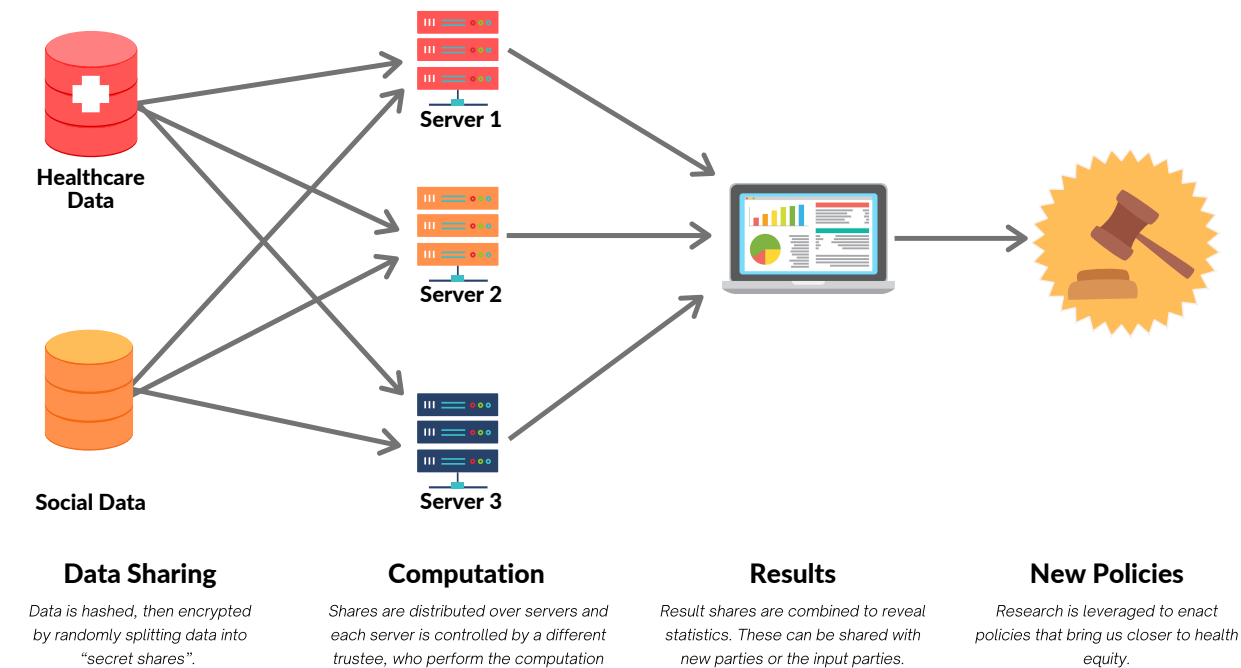 Server 1
Healthcare
Data
Server 2
Social Data
Server 3
Data Sharing
Data is hashed, then encrypted
by randomly splitting data into
“secret shares”.
Computation
Shares are distributed over servers and
each server is controlled by a different
trustee, who perform the computation
Results
Result shares are combined to reveal
statistics. These can be shared with
new parties or the input parties.
New Policies
Research is leveraged to enact
policies that bring us closer to health
equity.